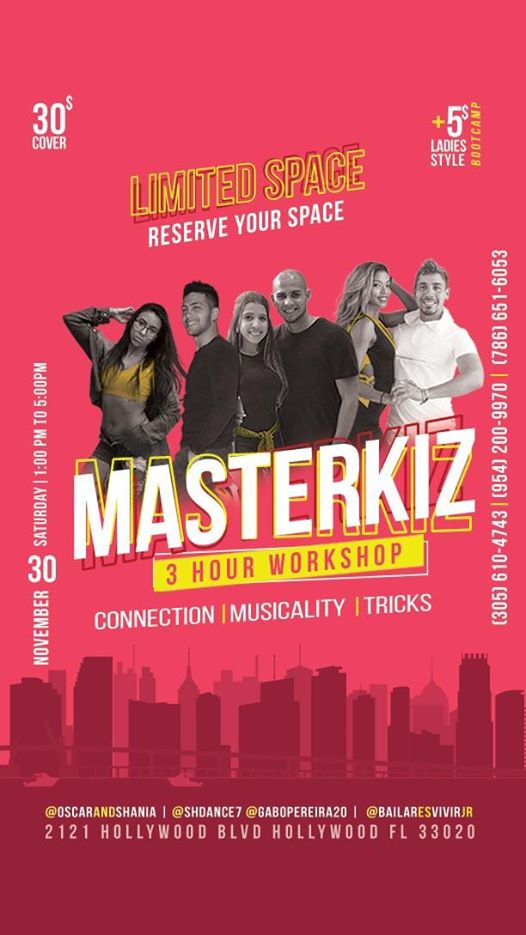 30$
COVER
+5$
LADIES
STYLE
BOOTCAMP
LIMITED SPACE
RESERVE YOUR SPACE
MASTERKIZ
3 HOUR WORKSHOP
CONNECTION | MUSICALITY | TRICKS
NOVEMBER 30 SATURDAY | 1:00 PM TO 5:00PM
(305) 610-4743 | (954) 200-9970 | (786) 651-6053
@OSCARANDSHANIA | @SHDANCE7 @GABOPEREIRA20 | @BAILARESVIVIRJR
2121 HOLLYWOOD BLVD HOLLYWOOD FL 33020